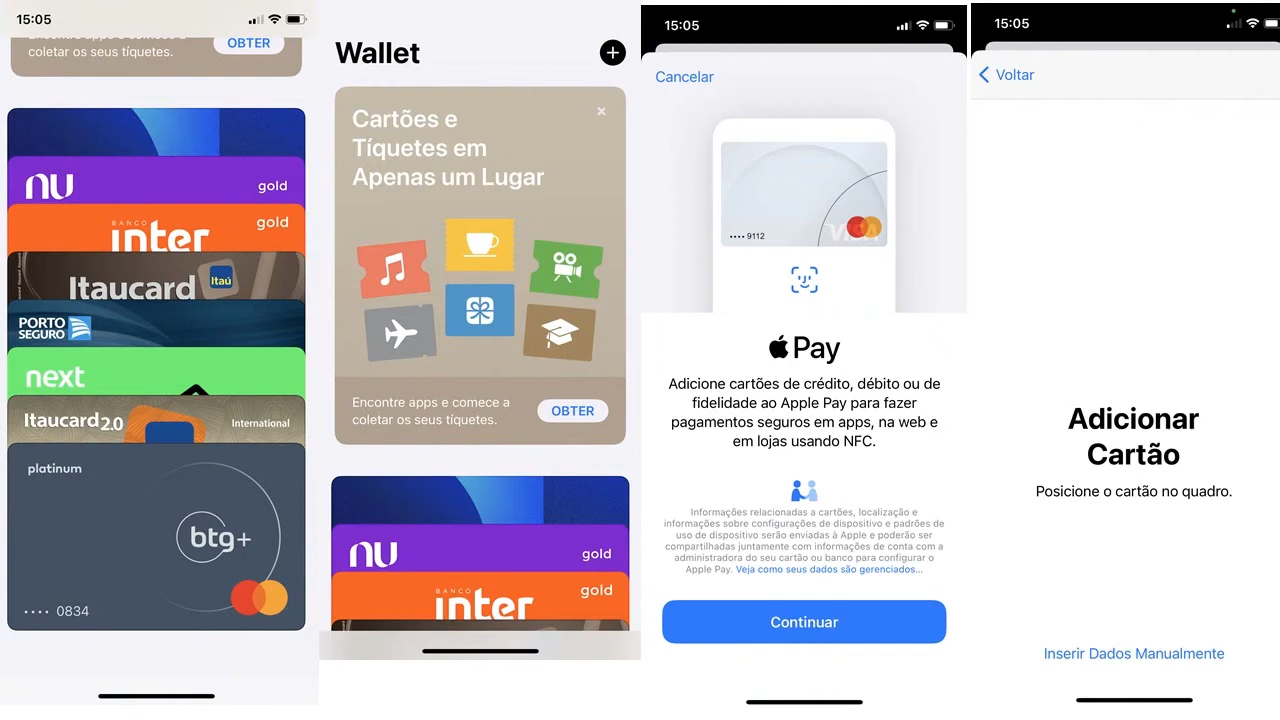 15:05
Encontre apps e comece a
coletar os seus tíquetes.
OBTER
nu
gold
BANCO
inter
gold
Itaucard
Itaú
PORTO
SEGURO
next
Itaucard 2.0
International
platinum
btg+
•••• 0834
Wallet
Cartões e
Tíquetes em
Apenas um Lugar
Encontre apps e comece a
coletar os seus tíquetes.
OBTER
nu
gold
BANCO
inter
gold
15:05
Cancelar
•••• 9112
VISA
Pay
Adicione cartões de crédito, débito ou de
fidelidade ao Apple Pay para fazer
pagamentos seguros em apps, na web e
em lojas usando NFC.
Informações relacionadas a cartões, localização e
informações sobre configurações de dispositivo e padrões de
uso de dispositivo serão enviadas à Apple e poderão ser
compartilhadas juntamente com informações de conta com a
administradora do seu cartão ou banco para configurar o
Apple Pay. Veja como seus dados são gerenciados...
Continuar
15:05
Voltar
Adicionar
Cartão
Posicione o cartão no quadro.
Inserir Dados Manualmente